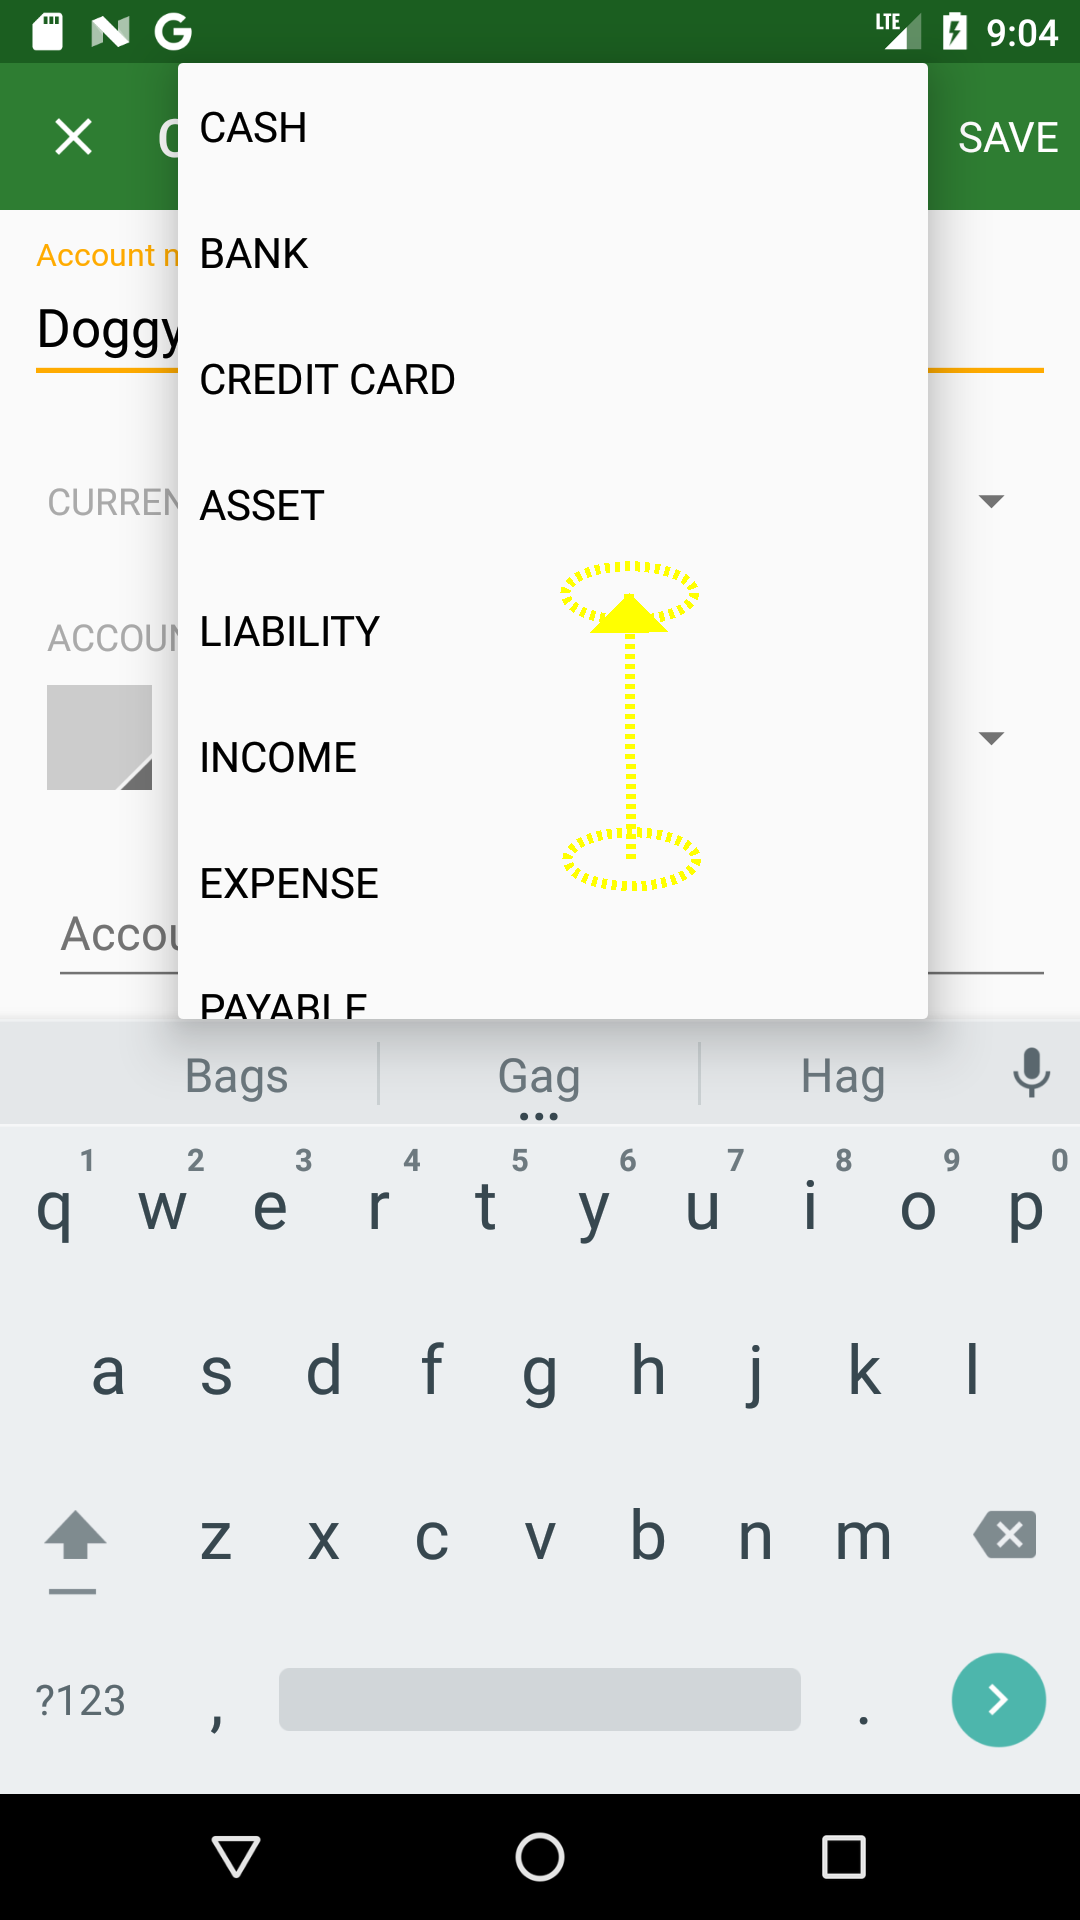 LTE 9:04
SAVE
CASH
BANK
CREDIT CARD
ASSET
LIABILITY
INCOME
EXPENSE
PAYABLE
Account n
Doggy
CURREN
ACCOUN
Accou
Bags Gag Hag
1 2 3 4 5 6 7 8 9 0
q w e r t y u i o p
a s d f g h j k l
z x c v b n m
?123 , .